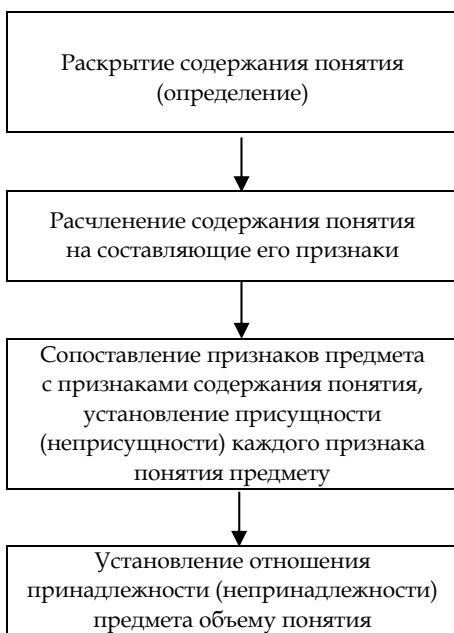 Раскрытие содержания понятия
(определение)
Расчленение содержания понятия
на составляющие его признаки
Сопоставление признаков предмета
с признаками содержания понятия,
установление присущности
(неприсущности) каждого признака
понятия предмету
Установление отношения
принадлежности (непринадлежности)
предмета объему понятия